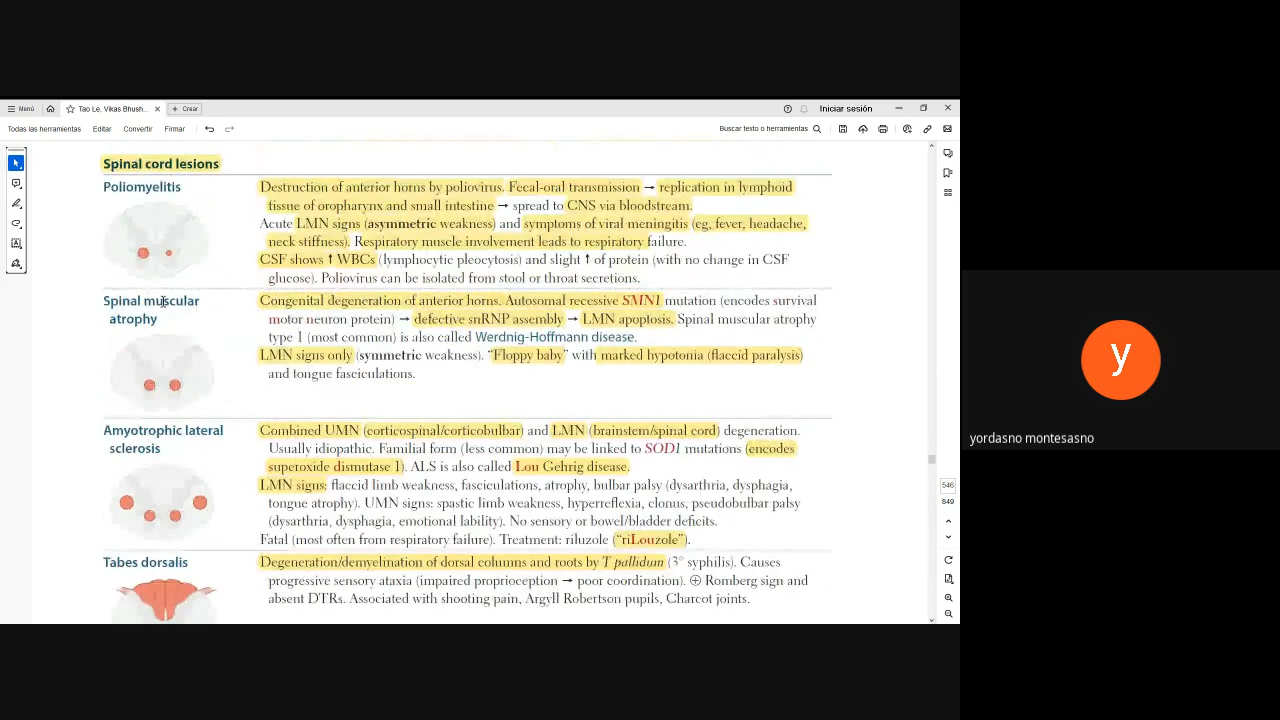 Menú
Tao Le, Vikas Bhush...
Crear
Iniciar sesión
Todas las herramientas Editar Convertir Firmar
Buscar texto o herramientas
Spinal cord lesions
Poliomyelitis
Destruction of anterior horns by poliovirus. Fecal-oral transmission → replication in lymphoid
tissue of oropharynx and small intestine → spread to CNS via bloodstream.
Acute LMN signs (asymmetric weakness) and symptoms of viral meningitis (eg, fever, headache,
neck stiffness). Respiratory muscle involvement leads to respiratory failure.
CSF shows ↑ WBCs (lymphocytic pleocytosis) and slight ↑ of protein (with no change in CSF
glucose). Poliovirus can be isolated from stool or throat secretions.
Spinal muscular
atrophy
Congenital degeneration of anterior horns. Autosomal recessive SMN1 mutation (encodes survival
motor neuron protein) → defective snRNP assembly → LMN apoptosis. Spinal muscular atrophy
type 1 (most common) is also called Werdnig-Hoffmann disease.
LMN signs only (symmetric weakness). “Floppy baby” with marked hypotonia (flaccid paralysis)
and tongue fasciculations.
Amyotrophic lateral
sclerosis
Combined UMN (corticospinal/corticobulbar) and LMN (brainstem/spinal cord) degeneration.
Usually idiopathic. Familial form (less common) may be linked to SOD1 mutations (encodes
superoxide dismutase 1). ALS is also called Lou Gehrig disease.
LMN signs: flaccid limb weakness, fasciculations, atrophy, bulbar palsy (dysarthria, dysphagia,
tongue atrophy). UMN signs: spastic limb weakness, hyperreflexia, clonus, pseudobulbar palsy
(dysarthria, dysphagia, emotional lability). No sensory or bowel/bladder deficits.
Fatal (most often from respiratory failure). Treatment: riluzole (“riLouzole”).
Tabes dorsalis
Degeneration/demyelination of dorsal columns and roots by T pallidum (3° syphilis). Causes
progressive sensory ataxia (impaired proprioception → poor coordination). ⊕ Romberg sign and
absent DTRs. Associated with shooting pain, Argyll Robertson pupils, Charcot joints.
546
849
y
yordasno montesasno